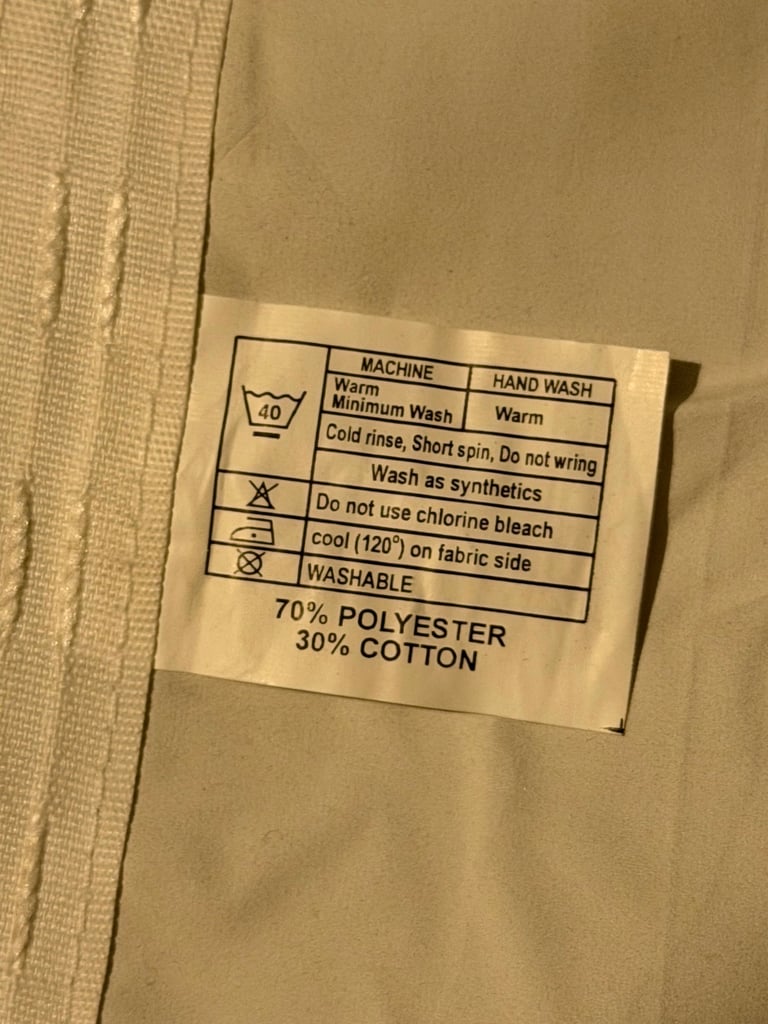 MACHINE HAND WASH
40
Warm
Minimum Wash
Warm
Cold rinse, Short spin, Do not wring
Wash as synthetics
Do not use chlorine bleach
cool (120°) on fabric side
WASHABLE
70% POLYESTER
30% COTTON